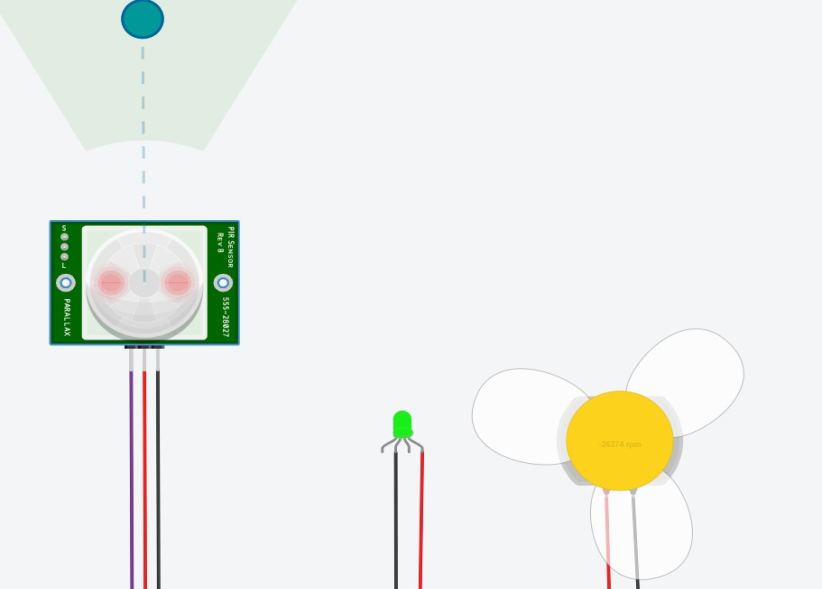 S
L
PARALLAX
PIR SENSOR
REV B
555-28027